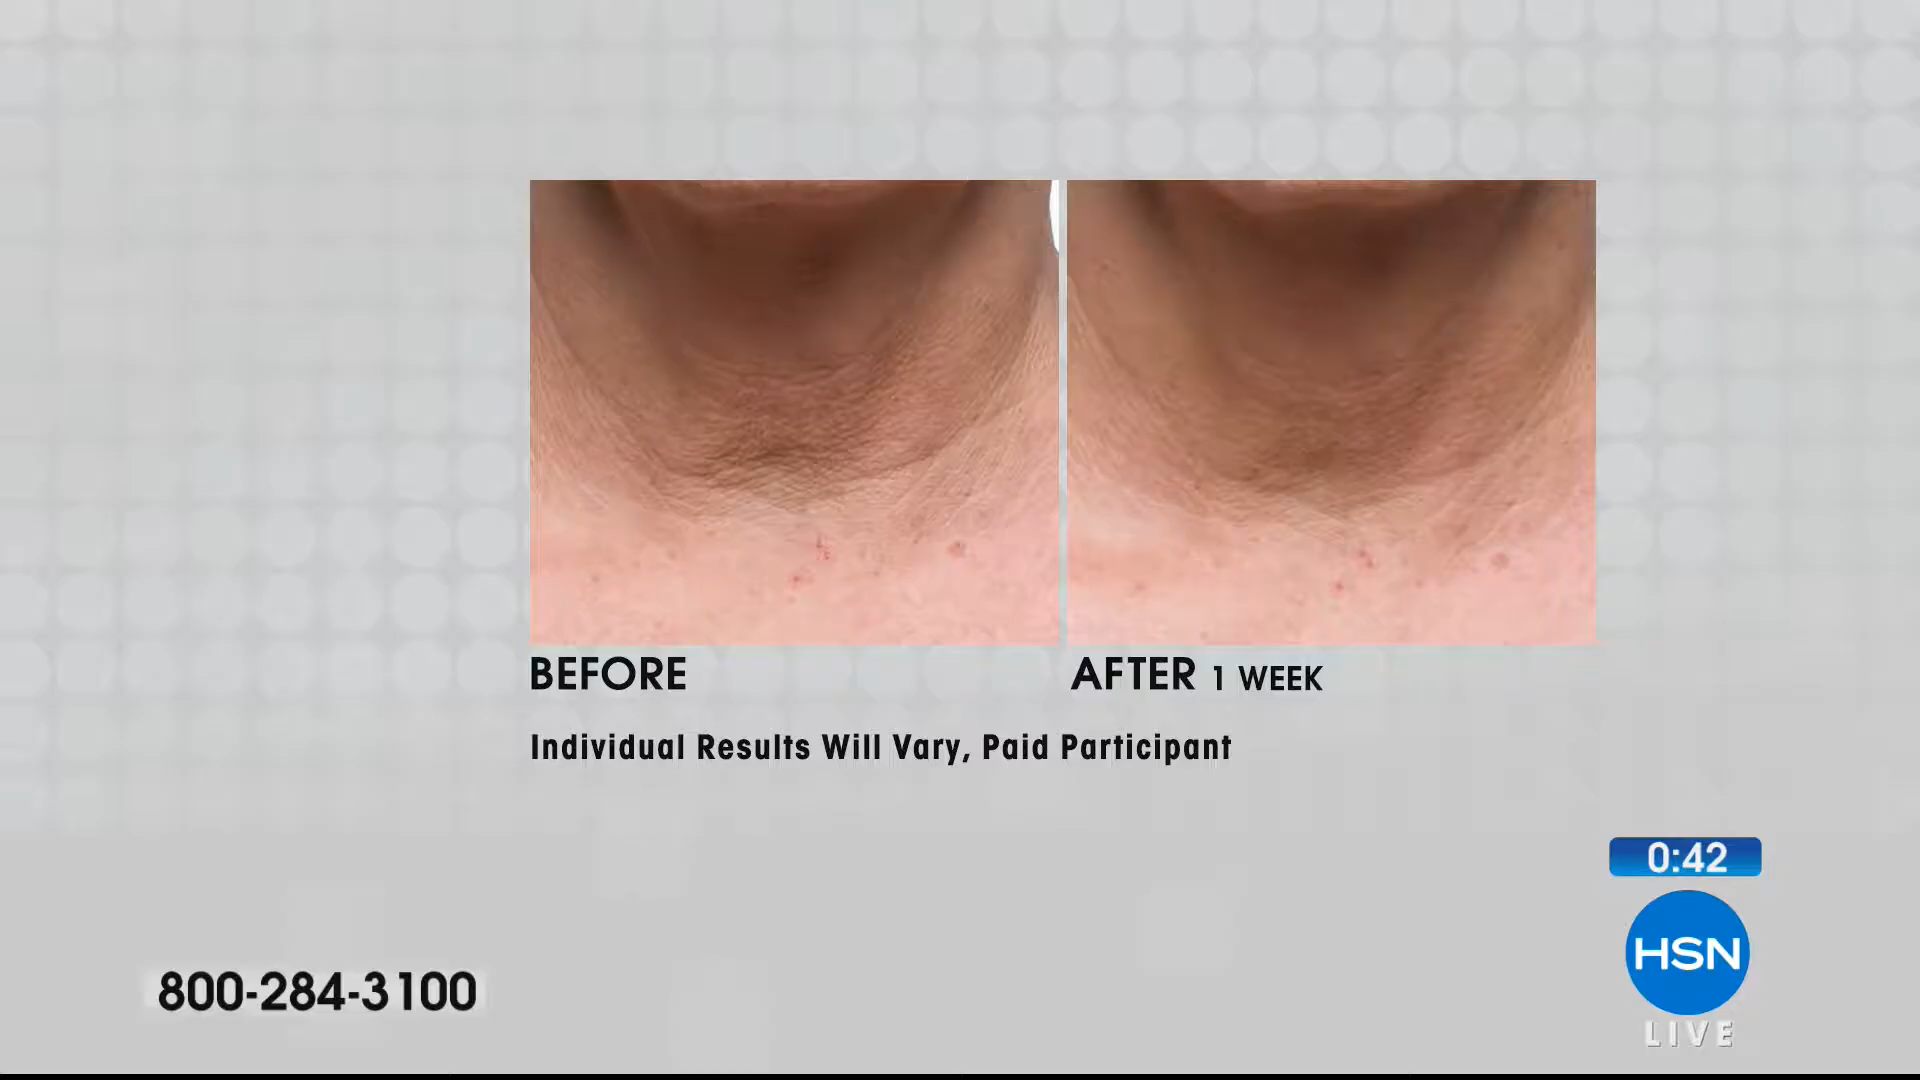 BEFORE
AFTER 1 WEEK
Individual Results Will Vary, Paid Participant
0:42
HSN
LIVE
800-284-3100